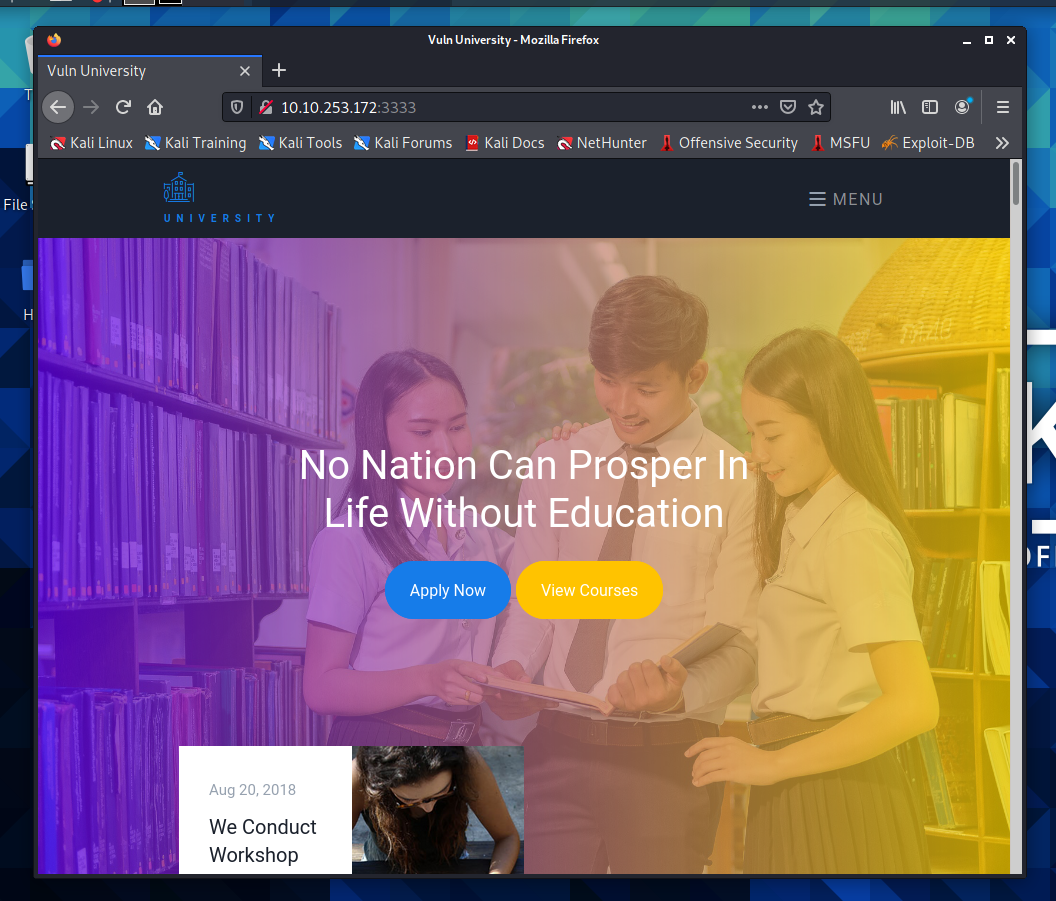 Vuln University - Mozilla Firefox
Vuln University
10.10.253.172:3333
Kali Linux Kali Training Kali Tools Kali Forums Kali Docs NetHunter Offensive Security MSFU Exploit-DB
UNIVERSITY
MENU
File
No Nation Can Prosper In
Life Without Education
Apply Now View Courses
Aug 20, 2018
We Conduct
Workshop